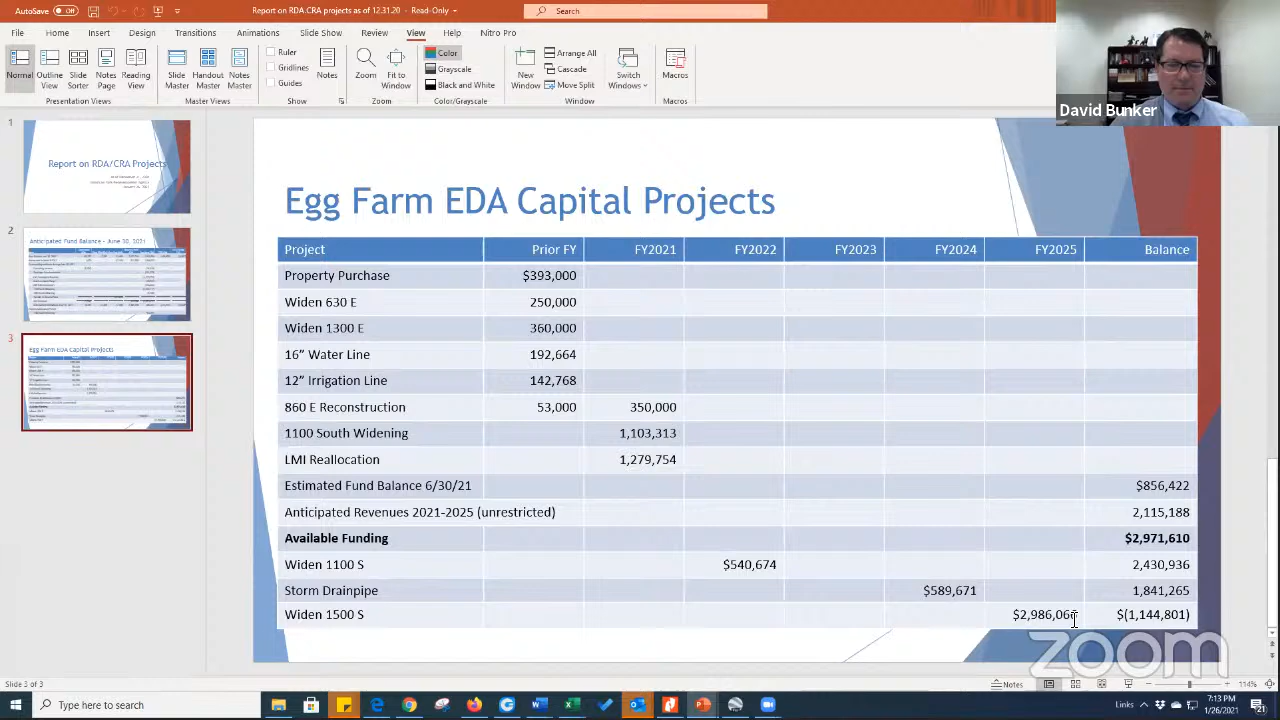 AutoSave Off
Report on RDA.CRA projects as of 12.31.20 - Read-Only
Search
File Home Insert Design Transitions Animations Slide Show Review View Help Nitro Pro
Normal
Outline View
Slide Sorter
Notes Page
Reading View
Presentation Views
Slide Master
Handout Master
Notes Master
Master Views
Ruler
Gridlines
Guides
Show
Notes
Zoom
Fit to Window
Zoom
Color
Grayscale
Black and White
Color/Grayscale
New Window
Arrange All
Cascade
Move Split
Switch Windows
Window
Macros
Macros
David Bunker
1
Report on RDA/CRA Projects
2
Anticipated Fund Balance - June 30, 2021
3
Egg Farm EDA Capital Projects
Egg Farm EDA Capital Projects
Project Prior FY FY2021 FY2022 FY2023 FY2024 FY2025 Balance
Property Purchase $393,000
Widen 630 E 250,000
Widen 1300 E 360,000
10" Water Line 192,664
12" Irrigation Line 142,768
860 E Reconstruction 53,000 350,000
1100 South Widening 1,103,313
LMI Reallocation 1,279,754
Estimated Fund Balance 6/30/21 $856,422
Anticipated Revenues 2021-2025 (unrestricted) 2,115,188
Available Funding $2,971,610
Widen 1100 S $540,674 2,430,936
Storm Drainpipe $589,671 1,841,265
Widen 1500 S $2,986,066 $(1,144,801)
zoom
Slide 3 of 3
Notes
114%
Type here to search
Links
7:13 PM
1/26/2021
21